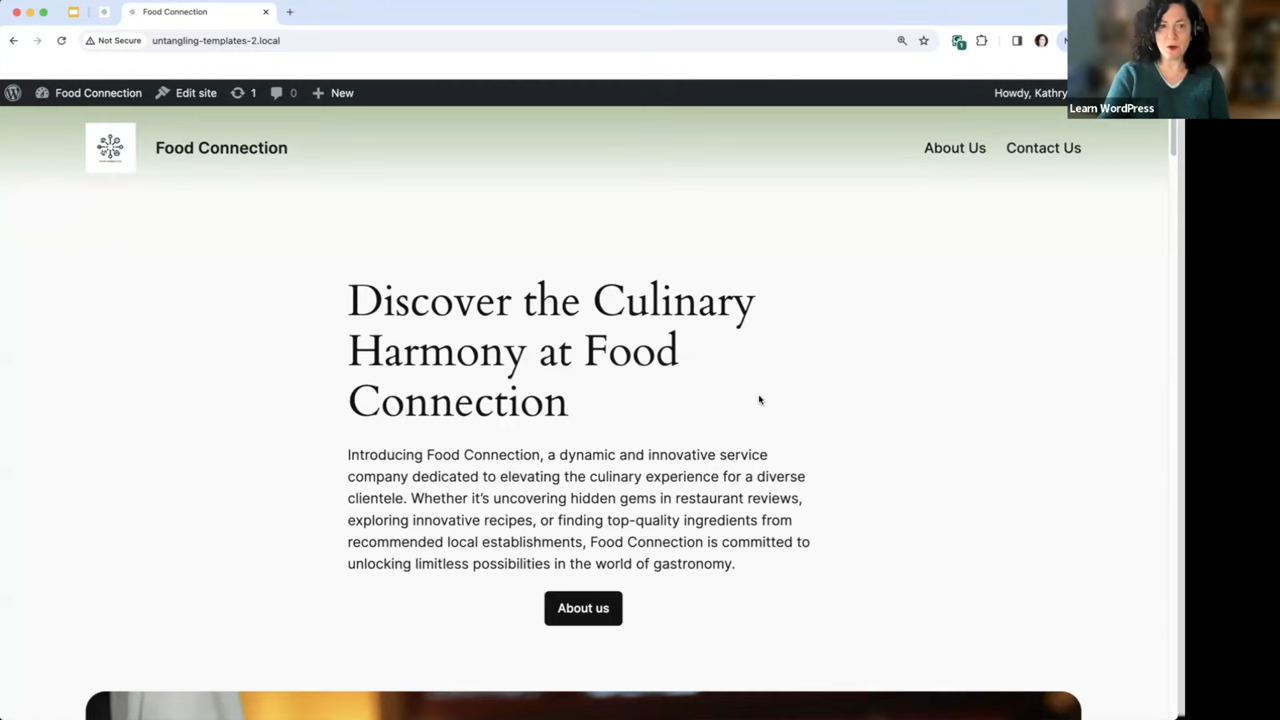 Food Connection
Not Secure
untangling-templates-2.local
1
Food Connection
Edit site
1
0
New
Howdy, Kathry
Learn WordPress
Food Connection
About Us
Contact Us
Discover the Culinary
Harmony at Food
Connection
Introducing Food Connection, a dynamic and innovative service
company dedicated to elevating the culinary experience for a diverse
clientele. Whether it's uncovering hidden gems in restaurant reviews,
exploring innovative recipes, or finding top-quality ingredients from
recommended local establishments, Food Connection is committed to
unlocking limitless possibilities in the world of gastronomy.
About us